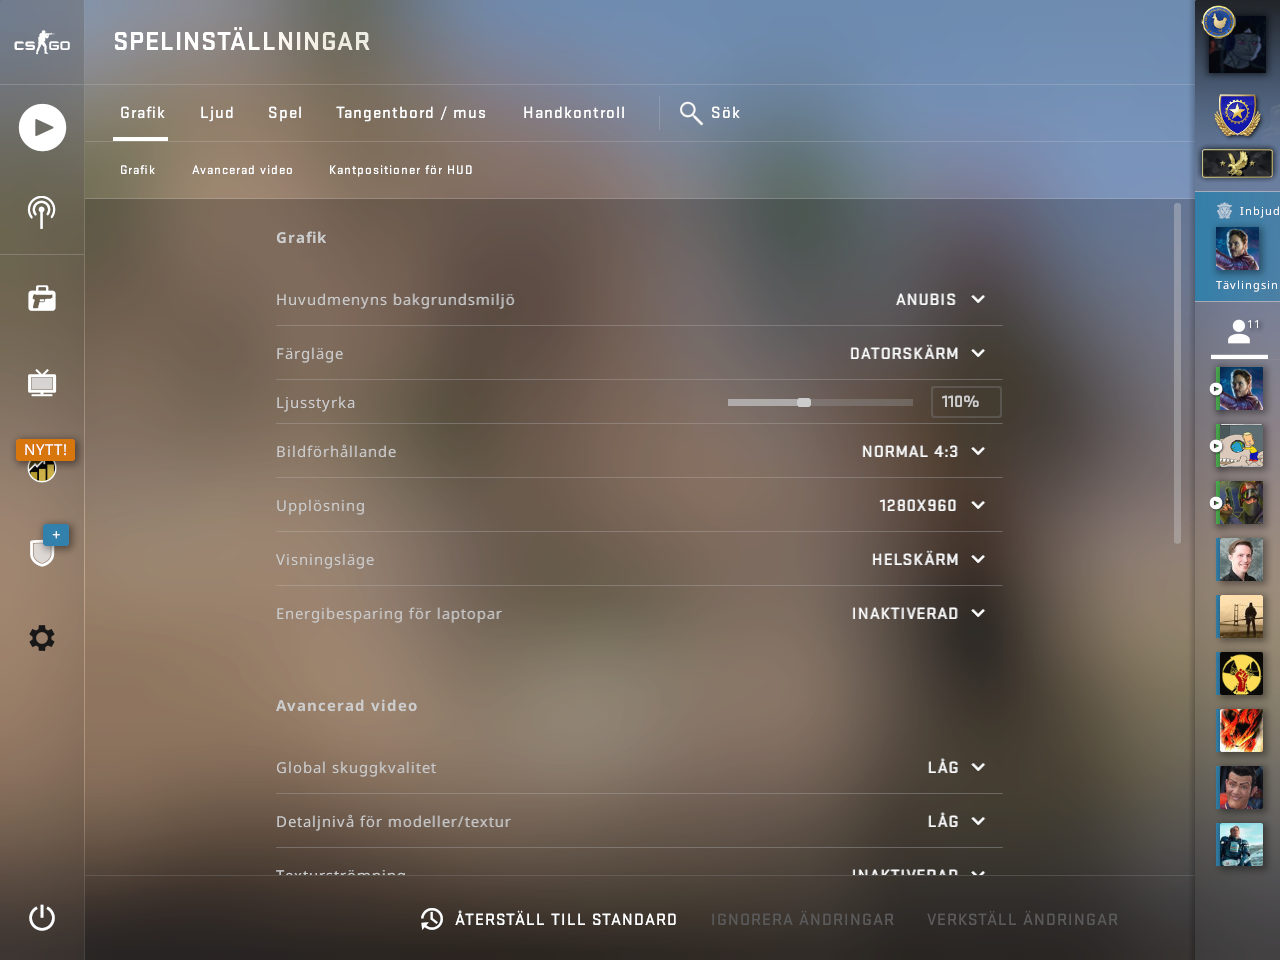 CS GO
SPELINSTÄLLNINGAR
Grafik
Ljud
Spel
Tangentbord / mus
Handkontroll
Sök
Grafik
Avancerad video
Kantpositioner för HUD
Grafik
Huvudmenyns bakgrundsmiljö
ANUBIS
Färgläge
DATORSKÄRM
Ljusstyrka
110%
Bildförhållande
NORMAL 4:3
Upplösning
1280X960
Visningsläge
HELSKÄRM
Energibesparing för laptopar
INAKTIVERAD
Avancerad video
Global skuggkvalitet
LÅG
Detaljnivå för modeller/textur
LÅG
Texturströmning
INAKTIVERAD
ÅTERSTÄLL TILL STANDARD
IGNORERA ÄNDRINGAR
VERKSTÄLL ÄNDRINGAR
NYTT!
+
Inbjud
Tävlingsin
11